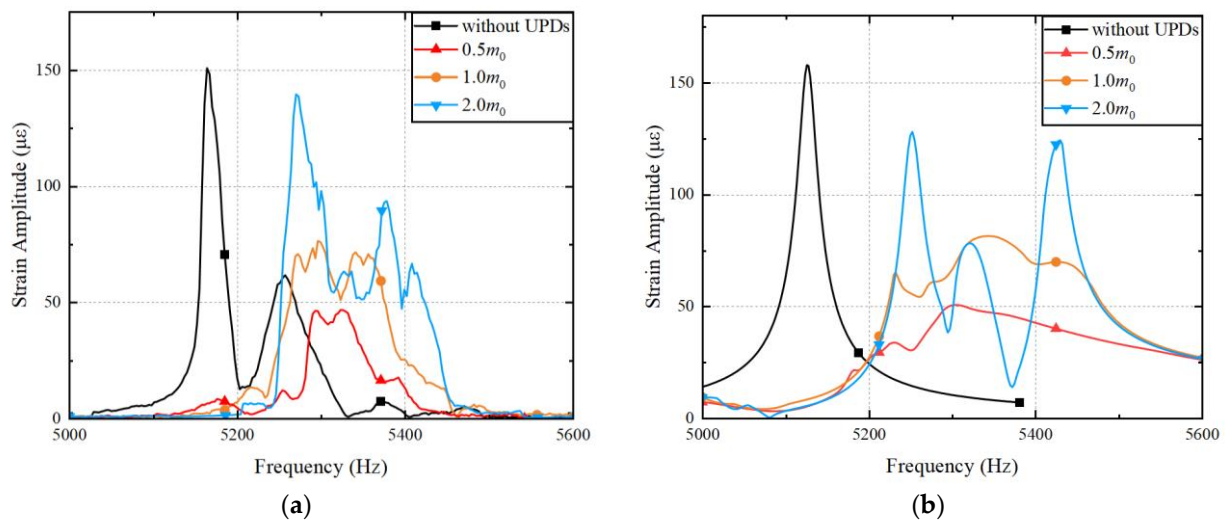 without UPDs
0.5m₀
1.0m₀
2.0m₀
150
100
50
0
Strain Amplitude (με)
5000 5200 5400 5600
Frequency (Hz)
(a)
without UPDs
0.5m₀
1.0m₀
2.0m₀
150
100
50
0
Strain Amplitude (με)
5000 5200 5400 5600
Frequency (Hz)
(b)